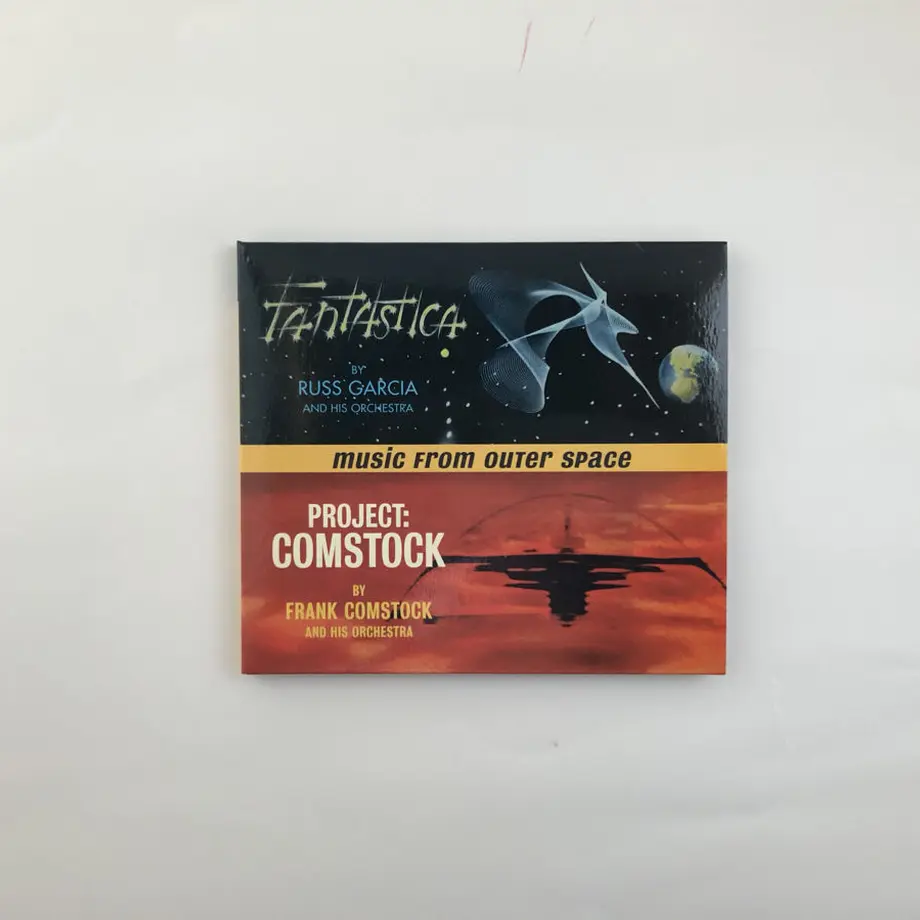 Fantastica
BY
RUSS GARCIA
AND HIS ORCHESTRA
music from outer space
PROJECT:
COMSTOCK
BY
FRANK COMSTOCK
AND HIS ORCHESTRA